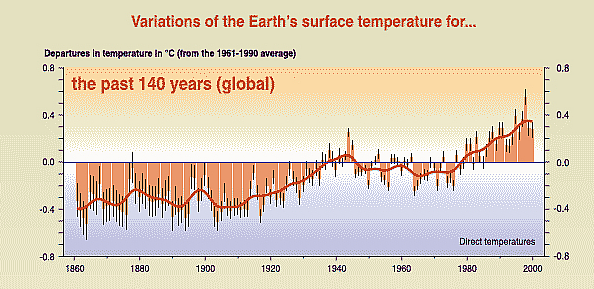 Variations of the Earth's surface temperature for...
Departures in temperature in °C (from the 1961-1990 average)
the past 140 years (global)
0.8 0.8
0.4 0.4
0.0 0.0
-0.4 -0.4
-0.8 -0.8
Direct temperatures
1860 1880 1900 1920 1940 1960 1980 2000